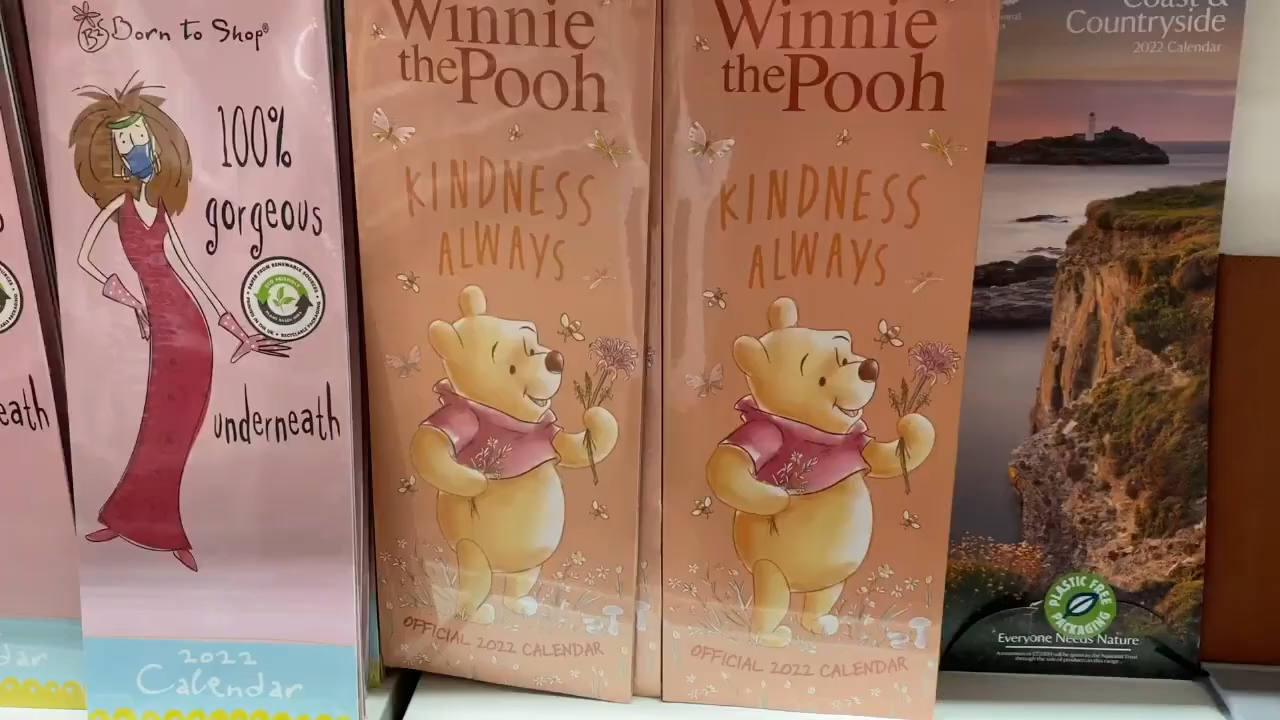 Born to Shop®
100%
gorgeous
underneath
2022
Calendar
eath
dar
Winnie
the Pooh
KINDNESS
ALWAYS
OFFICIAL 2022 CALENDAR
Winnie
the Pooh
KINDNESS
ALWAYS
OFFICIAL 2022 CALENDAR
Coast &
Countryside
2022 Calendar
PLASTIC FREE
PACKAGING
Everyone Needs Nature